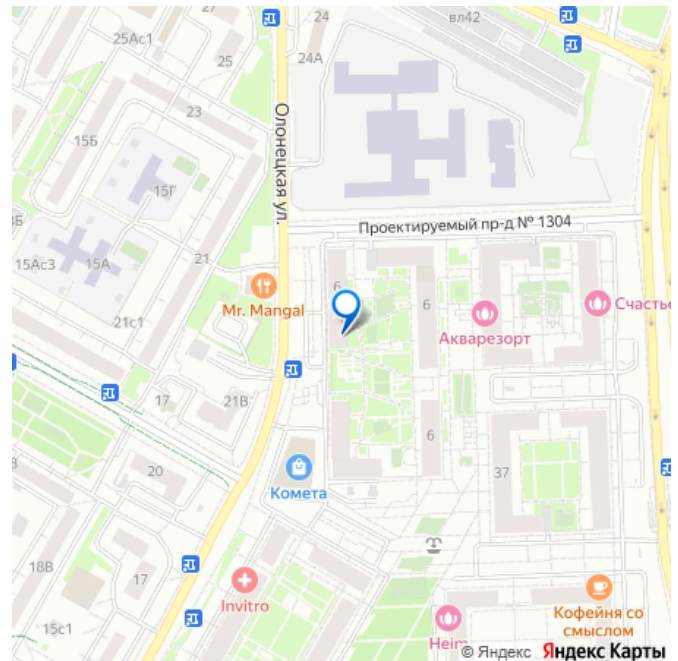 24
вл42
25Ас1
24А
25
23
Олонецкая ул.
15Б
15Г
Проектируемый пр-д № 1304
15Ас3
15А
21
6
6
Mr. Mangal
Счастье
21с1
Акварезорт
17
21В
6
20
37
Комета
18В
17
Invitro
15с1
Кофейня со
смыслом
Heim
© Яндекс Яндекс Карты